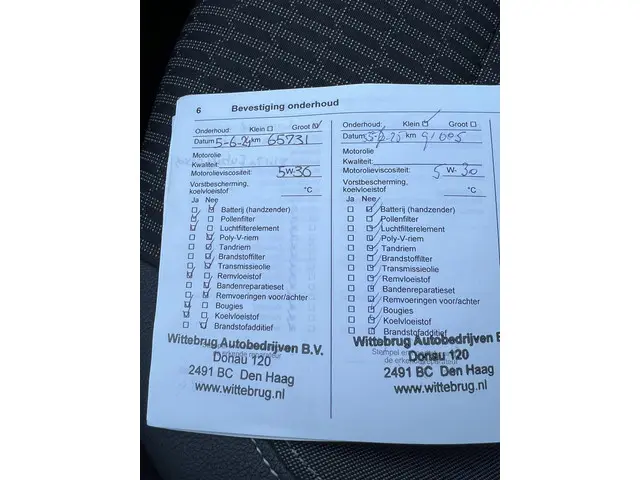 6 Bevestiging onderhoud
Onderhoud: Klein Groot
Datum 5-6-24 km 65731
Motorolie
Kwaliteit:
Motorolieviscositeit: 5W30
Vorstbescherming,
koelvloeistof °C
Ja Nee
Batterij (handzender)
Pollenfilter
Luchtfilterelement
Poly-V-riem
Tandriem
Brandstoffilter
Transmissieolie
Remvloeistof
Bandenreparatieset
Remvoeringen voor/achter
Bougies
Koelvloeistof
Brandstofadditief
Wittebrug Autobedrijven B.V.
Donau 120
2491 BC Den Haag
www.wittebrug.nl
Onderhoud: Klein Groot
Datum km 91005
Motorolie
Kwaliteit:
Motorolieviscositeit: 5 W- 30
Vorstbescherming,
koelvloeistof °C
Ja Nee
Batterij (handzender)
Pollenfilter
Luchtfilterelement
Poly-V-riem
Tandriem
Brandstoffilter
Transmissieolie
Remvloeistof
Bandenreparatieset
Remvoeringen voor/achter
Bougies
Koelvloeistof
Brandstofadditief
Wittebrug Autobedrijven
Stempel
Donau 120
2491 BC Den Haag
www.wittebrug.nl